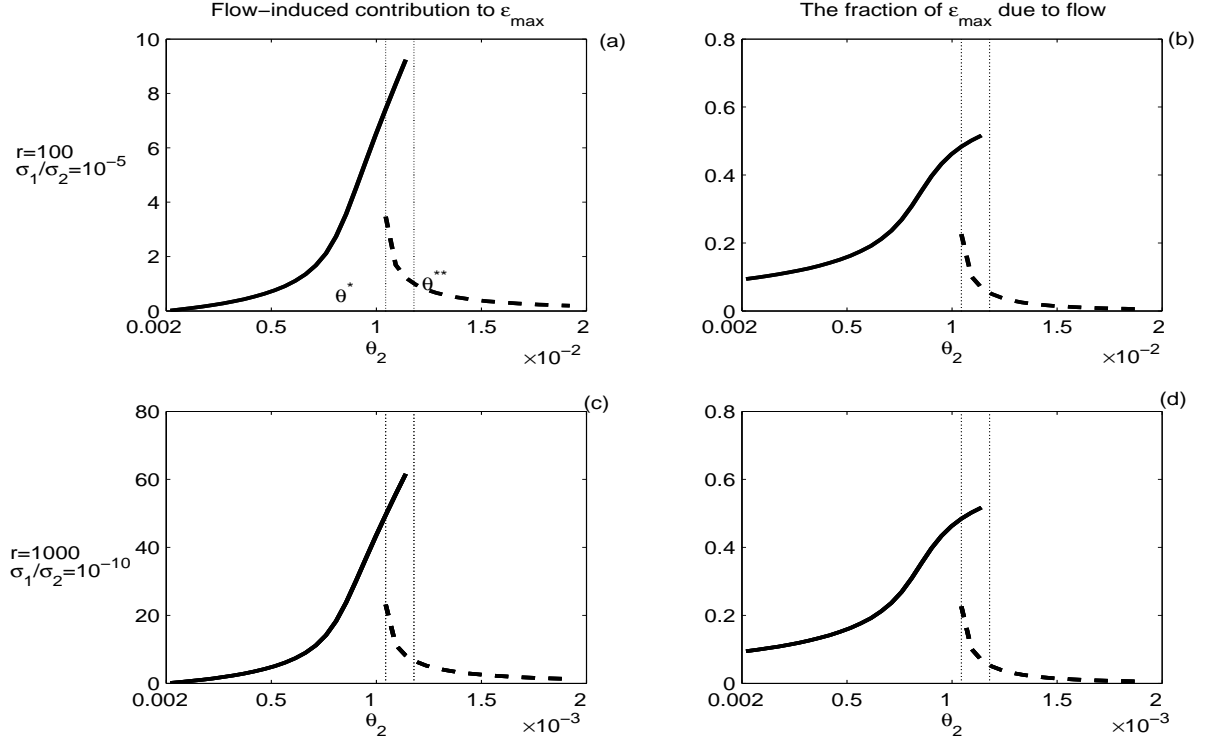 Flow−induced contribution to ε_max
The fraction of ε_max due to flow
(a)
(b)
r=100
σ_1/σ_2=10^−5
10
8
6
4
2
0
θ^*
θ^**
0.002 0.5 1 1.5 2
θ_2
×10^−2
0.8
0.6
0.4
0.2
0
0.002 0.5 1 1.5 2
θ_2
×10^−2
(c)
(d)
r=1000
σ_1/σ_2=10^−10
80
60
40
20
0
0.002 0.5 1 1.5 2
θ_2
×10^−3
0.8
0.6
0.4
0.2
0
0.002 0.5 1 1.5 2
θ_2
×10^−3